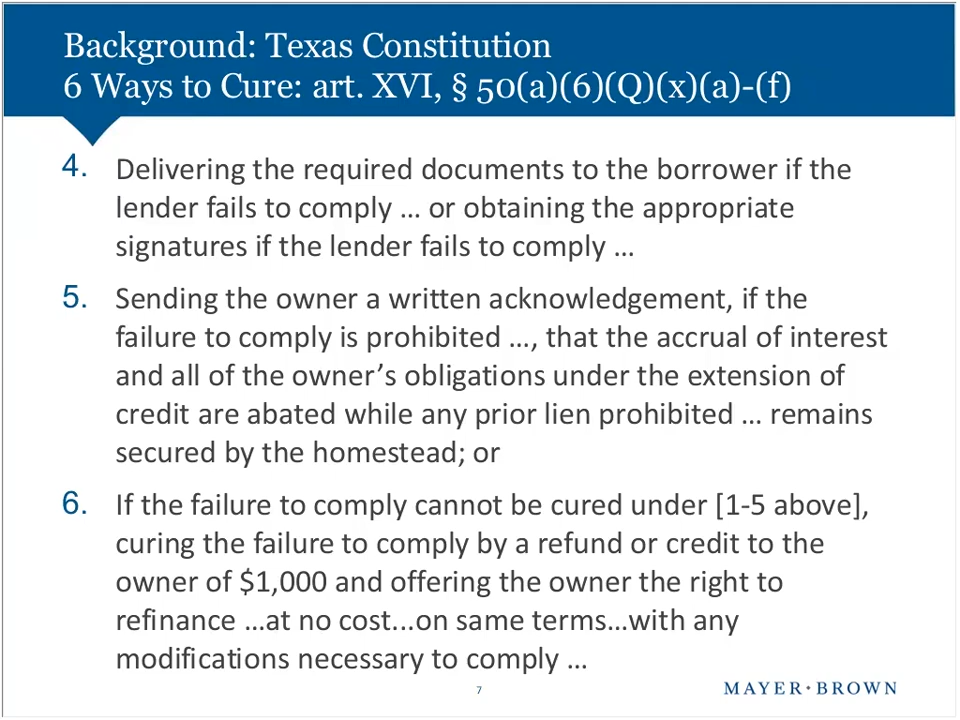 Background: Texas Constitution
6 Ways to Cure: art. XVI, § 50(a)(6)(Q)(x)(a)-(f)
4. Delivering the required documents to the borrower if the
lender fails to comply … or obtaining the appropriate
signatures if the lender fails to comply …
5. Sending the owner a written acknowledgement, if the
failure to comply is prohibited …, that the accrual of interest
and all of the owner’s obligations under the extension of
credit are abated while any prior lien prohibited … remains
secured by the homestead; or
6. If the failure to comply cannot be cured under [1-5 above],
curing the failure to comply by a refund or credit to the
owner of $1,000 and offering the owner the right to
refinance …at no cost...on same terms…with any
modifications necessary to comply …
7
MAYER • BROWN